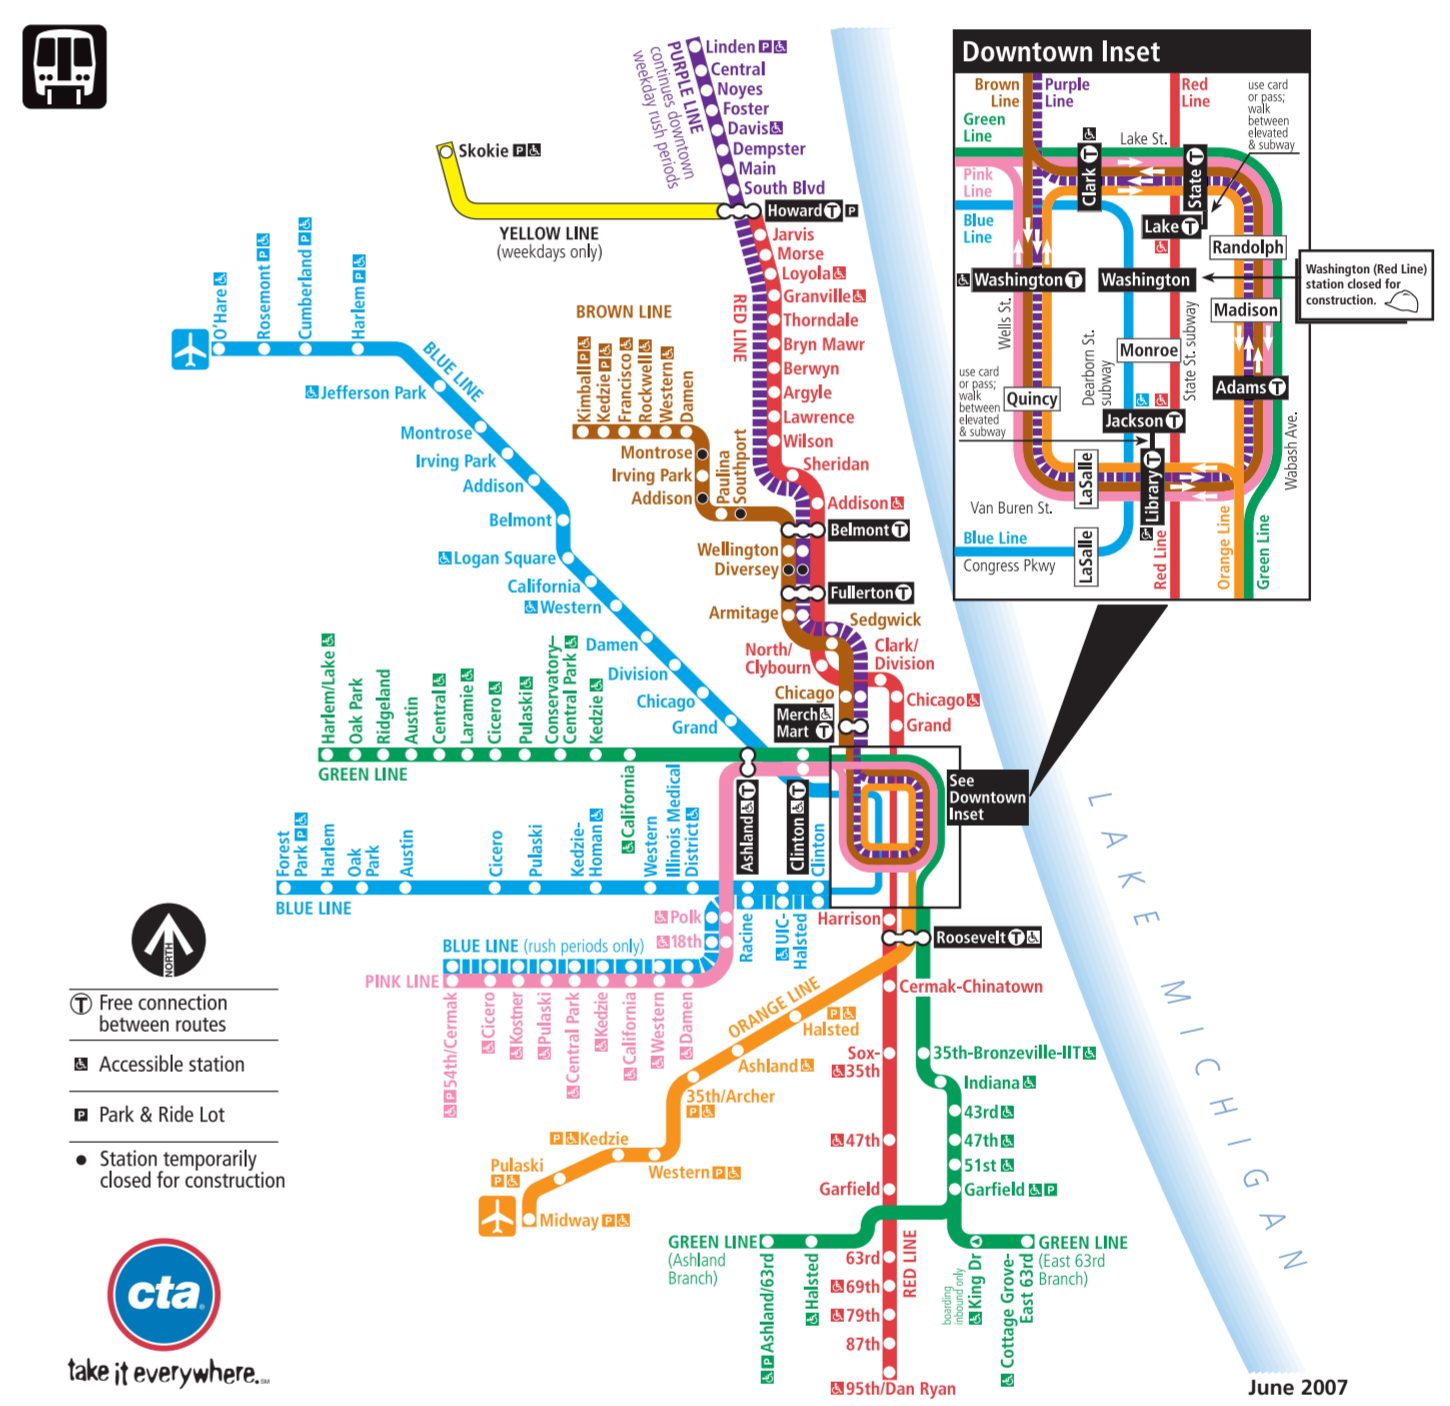 Linden P
Central
Noyes
Foster
Davis
Dempster
Main
South Blvd
PURPLE LINE
continues downtown
weekday rush periods
Skokie P
Howard T P
YELLOW LINE
(weekdays only)
Jarvis
Morse
Loyola
Granville
Thorndale
Bryn Mawr
Berwyn
Argyle
Lawrence
Wilson
Sheridan
Addison
RED LINE
Belmont T
Fullerton T
BROWN LINE
Kimball P
Kedzie P
Francisco
Rockwell
Western
Damen
Montrose
Irving Park
Addison
Paulina
Southport
Wellington
Diversey
Armitage
Sedgwick
North/
Clybourn
Clark/
Division
Chicago
Chicago
Merch
Mart T
Grand
O'Hare
Rosemont P
Cumberland P
Harlem P
BLUE LINE
Jefferson Park
Montrose
Irving Park
Addison
Belmont
Logan Square
California
Western
Damen
Division
Chicago
Grand
Harlem/Lake
Oak Park
Ridgeland
Austin
Central
Laramie
Cicero
Pulaski
Conservatory–
Central Park
Kedzie
California
GREEN LINE
Ashland T
Clinton T
Clinton
Forest
Park P
Harlem
Oak
Park
Austin
Cicero
Pulaski
Kedzie-
Homan
Western
Illinois Medical
District
BLUE LINE
Racine
UIC-
Halsted
Polk
18th
BLUE LINE (rush periods only)
PINK LINE
P 54th/Cermak
Cicero
Kostner
Pulaski
Central Park
Kedzie
California
Western
Damen
See
Downtown
Inset
Harrison
Roosevelt T
Cermak-Chinatown
ORANGE LINE
P
Halsted
Ashland
35th/Archer
P
P Kedzie
Western P
Pulaski
P
Midway P
Sox-
35th
47th
Garfield
63rd
69th
79th
87th
95th/Dan Ryan
RED LINE
35th-Bronzeville-IIT
Indiana
43rd
47th
51st
Garfield P
GREEN LINE
(Ashland
Branch)
P Ashland/63rd
Halsted
boarding
inbound only
King Dr
Cottage Grove-
East 63rd
GREEN LINE
(East 63rd
Branch)
Downtown Inset
Brown
Line
Purple
Line
Red
Line
use card
or pass;
walk
between
elevated
& subway
Green
Line
Lake St.
Clark T
State T
Pink
Line
Blue
Line
Lake T
Randolph
Washington T
Washington
Washington (Red Line)
station closed for
construction.
Madison
Wells St.
Dearborn St.
subway
Monroe
State St. subway
use card
or pass;
walk
between
elevated
& subway
Quincy
Adams T
Jackson T
Wabash Ave.
LaSalle
Library T
Van Buren St.
Blue Line
Congress Pkwy
LaSalle
Red Line
Orange Line
Green Line
LAKE MICHIGAN
NORTH
T Free connection
between routes
Accessible station
P Park & Ride Lot
Station temporarily
closed for construction
cta
take it everywhere. SM
June 2007